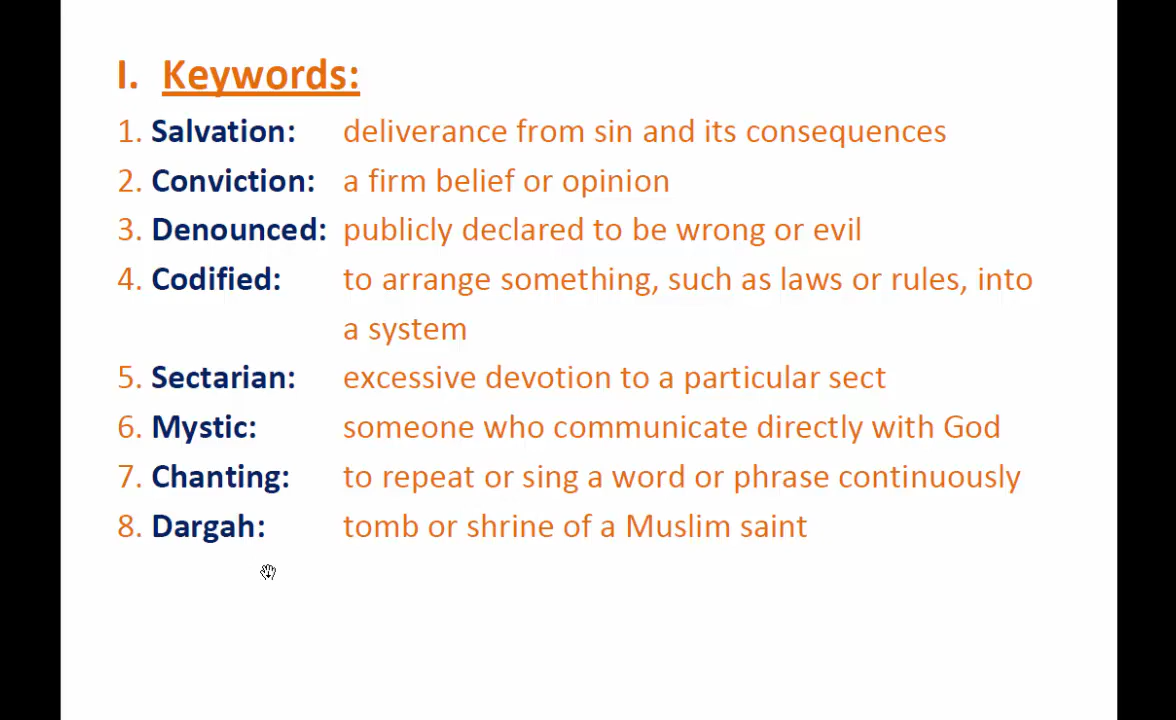 I. Keywords:
1. Salvation: deliverance from sin and its consequences
2. Conviction: a firm belief or opinion
3. Denounced: publicly declared to be wrong or evil
4. Codified: to arrange something, such as laws or rules, into
a system
5. Sectarian: excessive devotion to a particular sect
6. Mystic: someone who communicate directly with God
7. Chanting: to repeat or sing a word or phrase continuously
8. Dargah: tomb or shrine of a Muslim saint